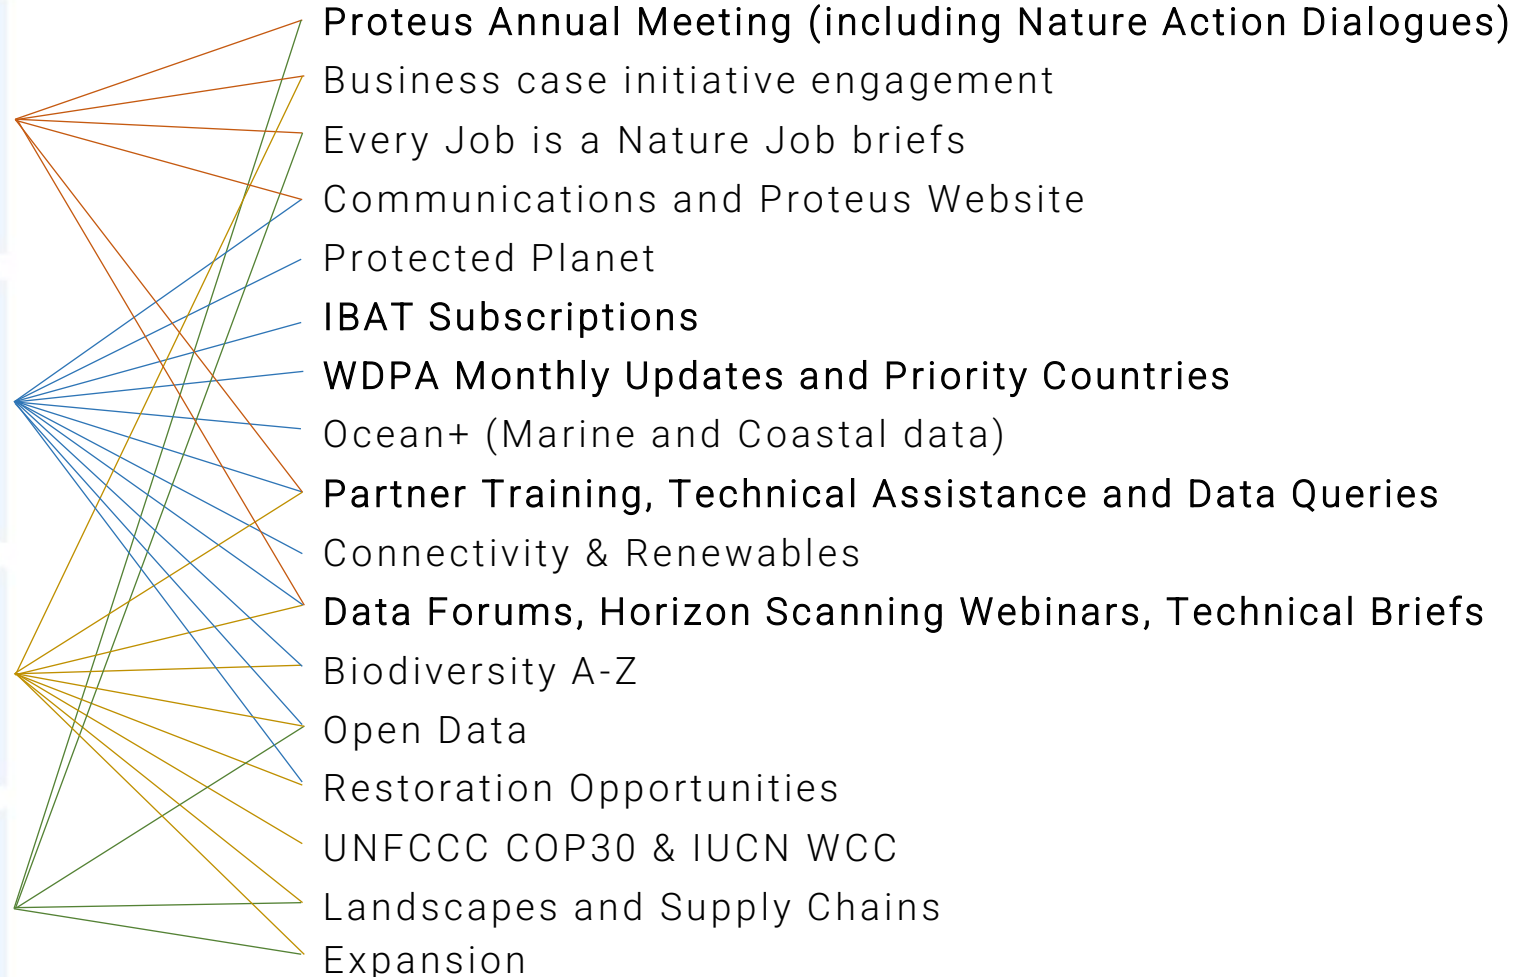 Proteus Annual Meeting (including Nature Action Dialogues)
Business case initiative engagement
Every Job is a Nature Job briefs
Communications and Proteus Website
Protected Planet
IBAT Subscriptions
WDPA Monthly Updates and Priority Countries
Ocean+ (Marine and Coastal data)
Partner Training, Technical Assistance and Data Queries
Connectivity & Renewables
Data Forums, Horizon Scanning Webinars, Technical Briefs
Biodiversity A-Z
Open Data
Restoration Opportunities
UNFCCC COP30 & IUCN WCC
Landscapes and Supply Chains
Expansion